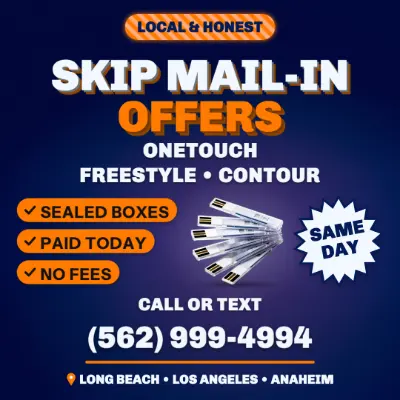 LOCAL & HONEST
SKIP MAIL-IN
OFFERS
ONETOUCH
FREESTYLE • CONTOUR
SEALED BOXES
PAID TODAY
NO FEES
SAME
DAY
CALL OR TEXT
(562) 999-4994
LONG BEACH • LOS ANGELES • ANAHEIM